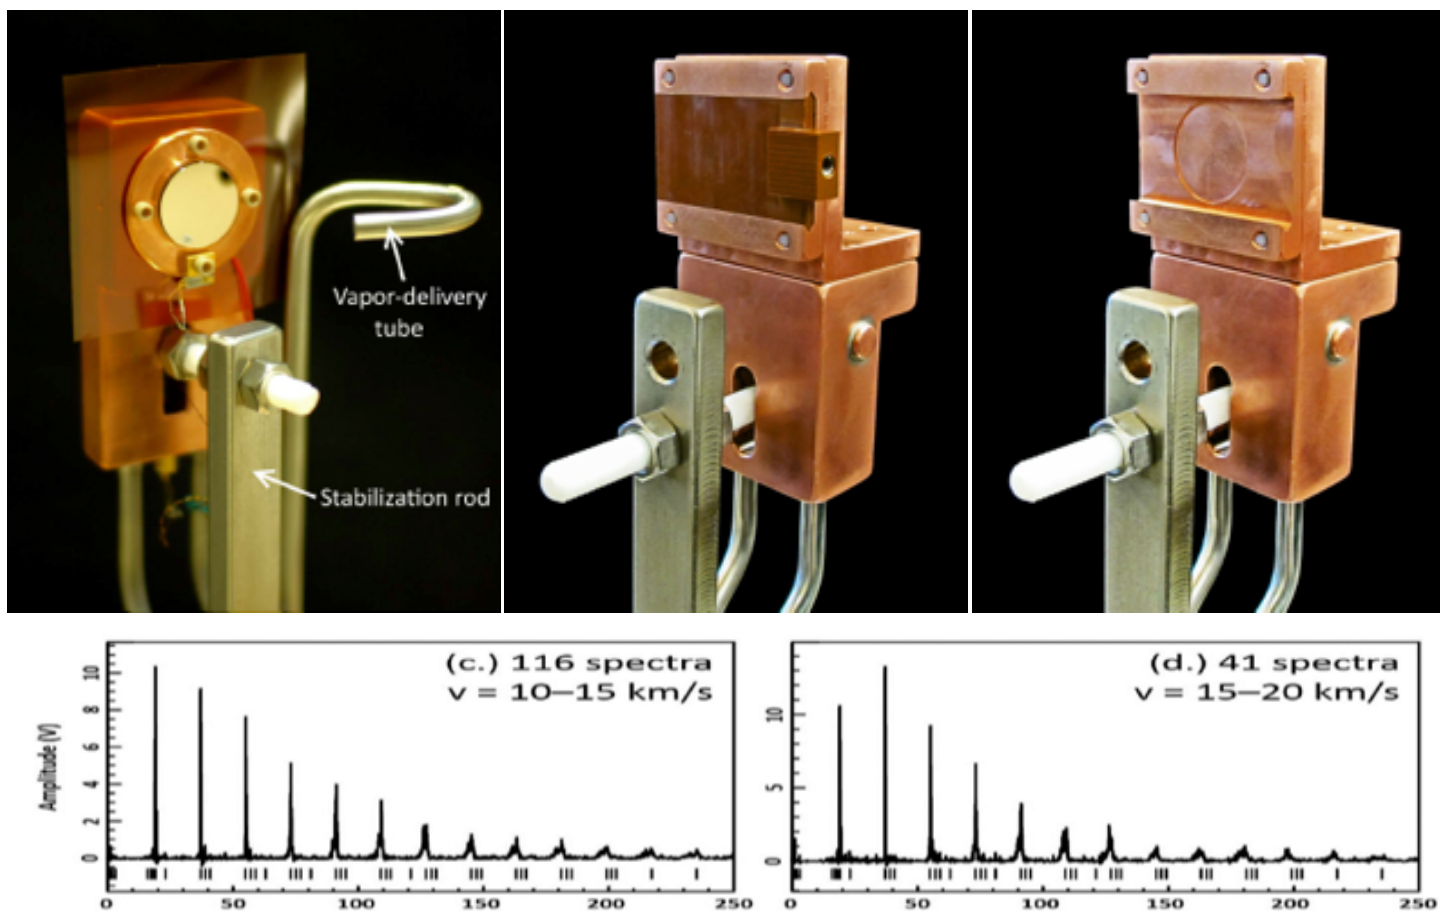 Vapor-delivery
tube
Stabilization rod
(c.) 116 spectra
v = 10–15 km/s
Amplitude (V)
10
8
6
4
2
0
0
50
100
150
200
250
(d.) 41 spectra
v = 15–20 km/s
10
5
0
0
50
100
150
200
250